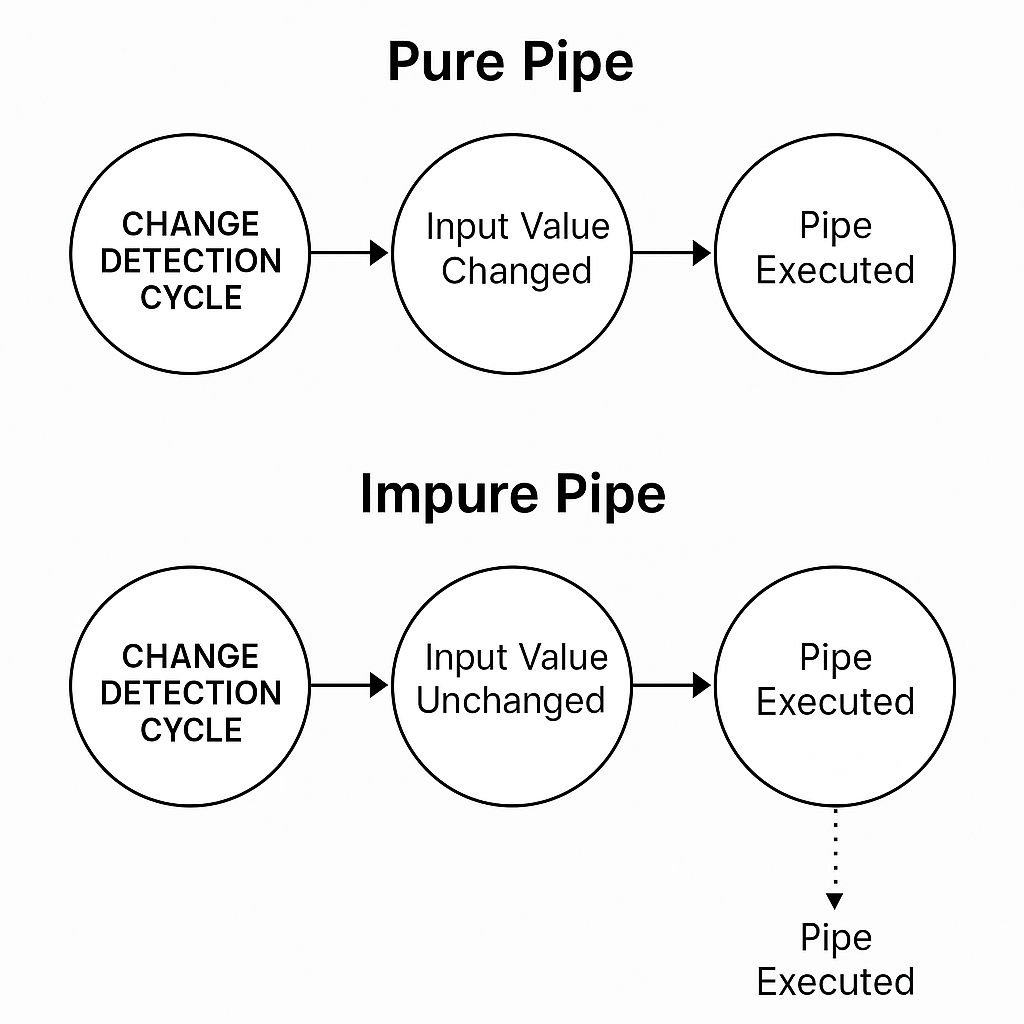 Pure Pipe
CHANGE
DETECTION
CYCLE
Input Value
Changed
Pipe
Executed
Impure Pipe
CHANGE
DETECTION
CYCLE
Input Value
Unchanged
Pipe
Executed
Pipe
Executed